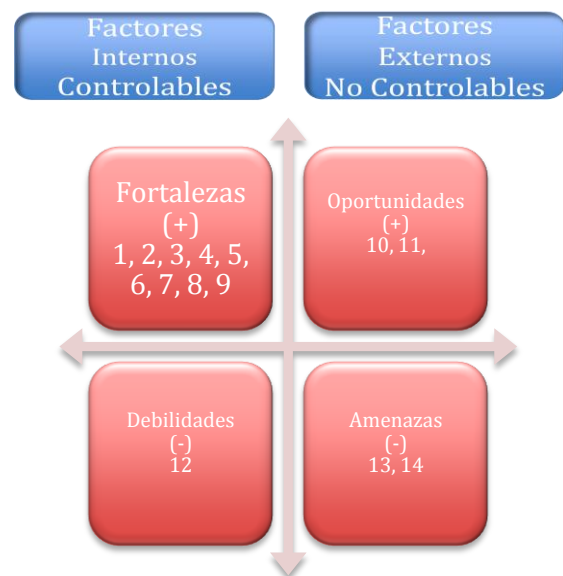 Factores
Internos
Controlables
Factores
Externos
No Controlables
Fortalezas
(+)
1, 2, 3, 4, 5,
6, 7, 8, 9
Oportunidades
(+)
10, 11,
Debilidades
(-)
12
Amenazas
(-)
13, 14